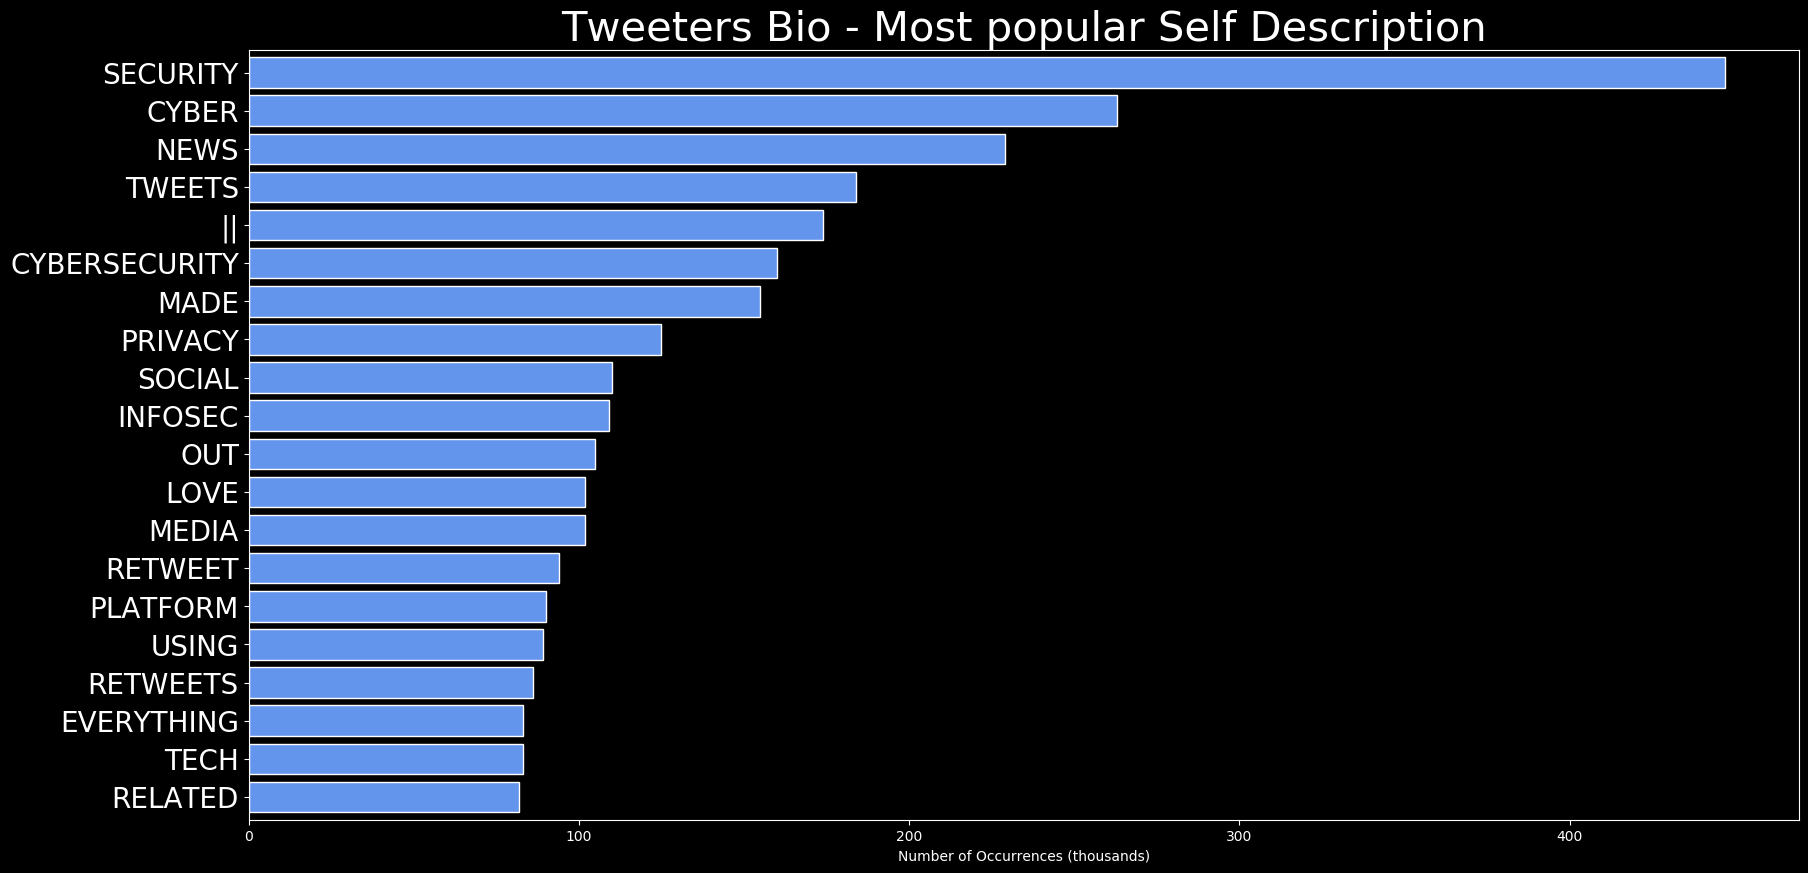 Tweeters Bio - Most popular Self Description
SECURITY
CYBER
NEWS
TWEETS
||
CYBERSECURITY
MADE
PRIVACY
SOCIAL
INFOSEC
OUT
LOVE
MEDIA
RETWEET
PLATFORM
USING
RETWEETS
EVERYTHING
TECH
RELATED
0 100 200 300 400
Number of Occurrences (thousands)